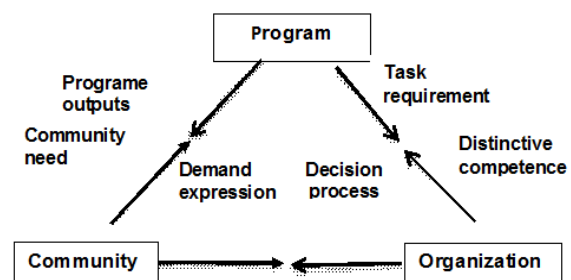 Program
Programe
outputs
Task
requirement
Community
need
Distinctive
competence
Demand
expression
Decision
process
Community
Organization